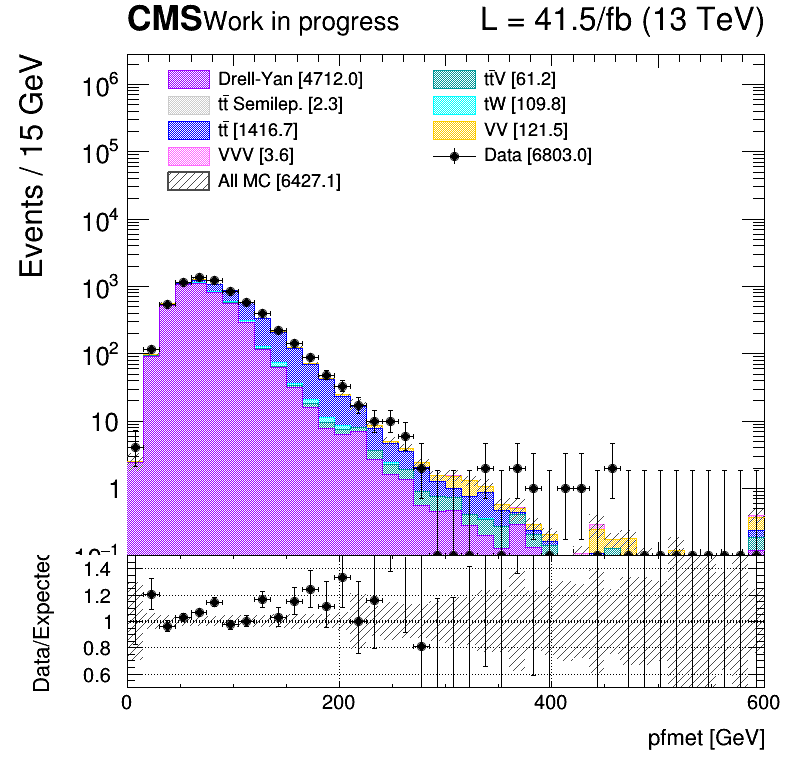 CMS Work in progress L = 41.5/fb (13 TeV)
Events / 15 GeV
Drell-Yan [4712.0]
tt̄ Semilep. [2.3]
tt̄ [1416.7]
VVV [3.6]
All MC [6427.1]
tt̄V [61.2]
tW [109.8]
VV [121.5]
Data [6803.0]
10⁶
10⁵
10⁴
10³
10²
10
1
10⁻¹
Data/Expected
1.4
1.2
1
0.8
0.6
0 200 400 600
pfmet [GeV]